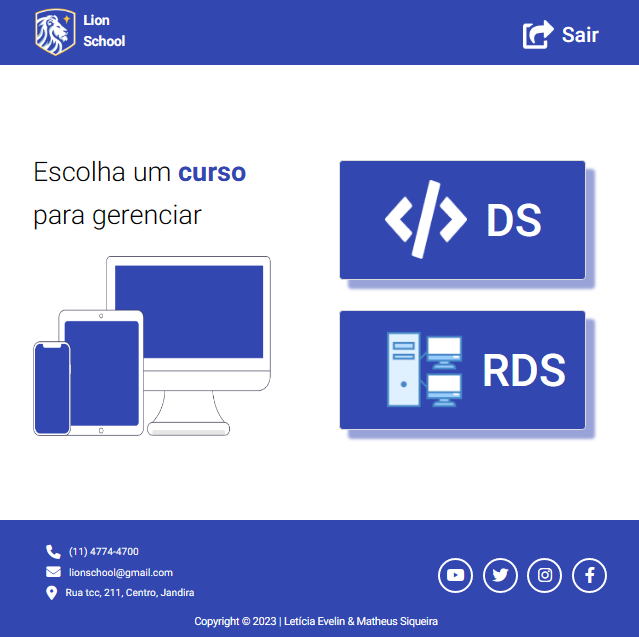 Lion
School
Sair
Escolha um curso
para gerenciar
DS
RDS
(11) 4774-4700
lionschool@gmail.com
Rua tcc, 211, Centro, Jandira
Copyright © 2023 | Letícia Evelin & Matheus Siqueira